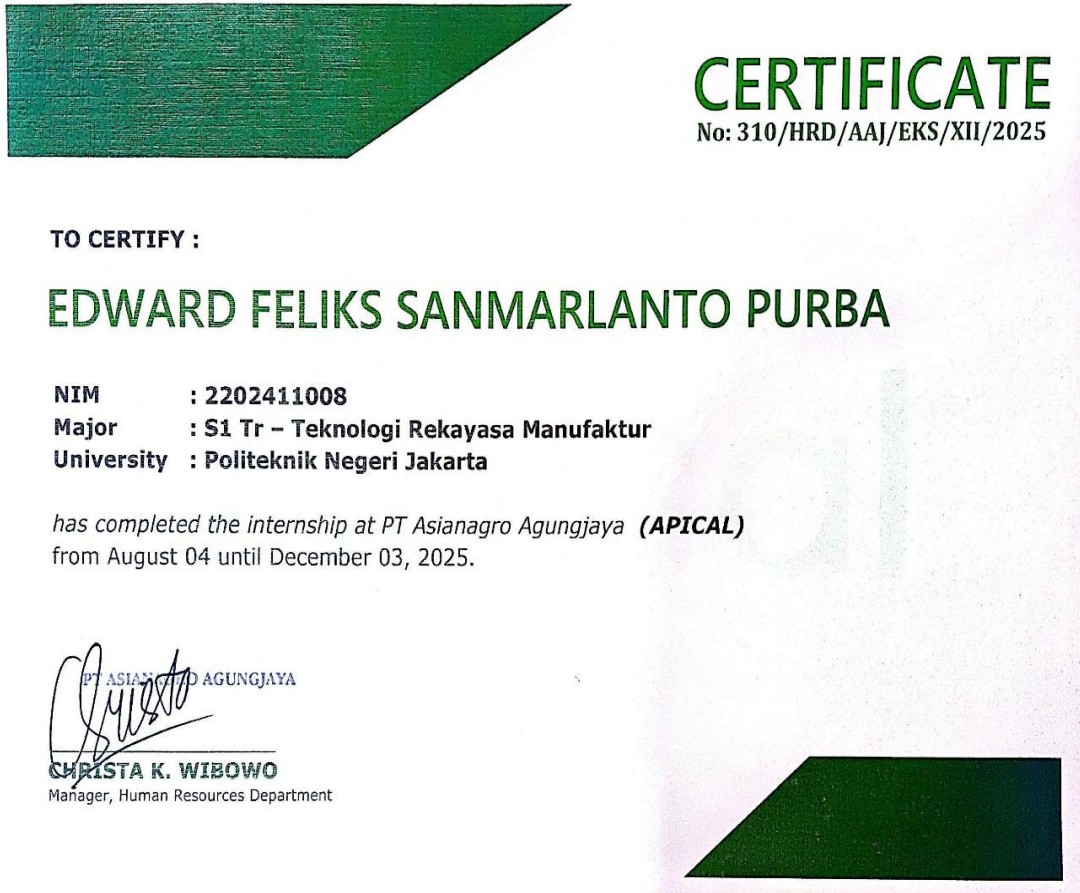 CERTIFICATE
No: 310/HRD/AAJ/EKS/XII/2025
TO CERTIFY :
EDWARD FELIKS SANMARLANTO PURBA
NIM : 2202411008
Major : S1 Tr – Teknologi Rekayasa Manufaktur
University : Politeknik Negeri Jakarta
has completed the internship at PT Asianagro Agungjaya (APICAL)
from August 04 until December 03, 2025.
PT ASIANAGRO AGUNGJAYA
CHRISTA K. WIBOWO
Manager, Human Resources Department